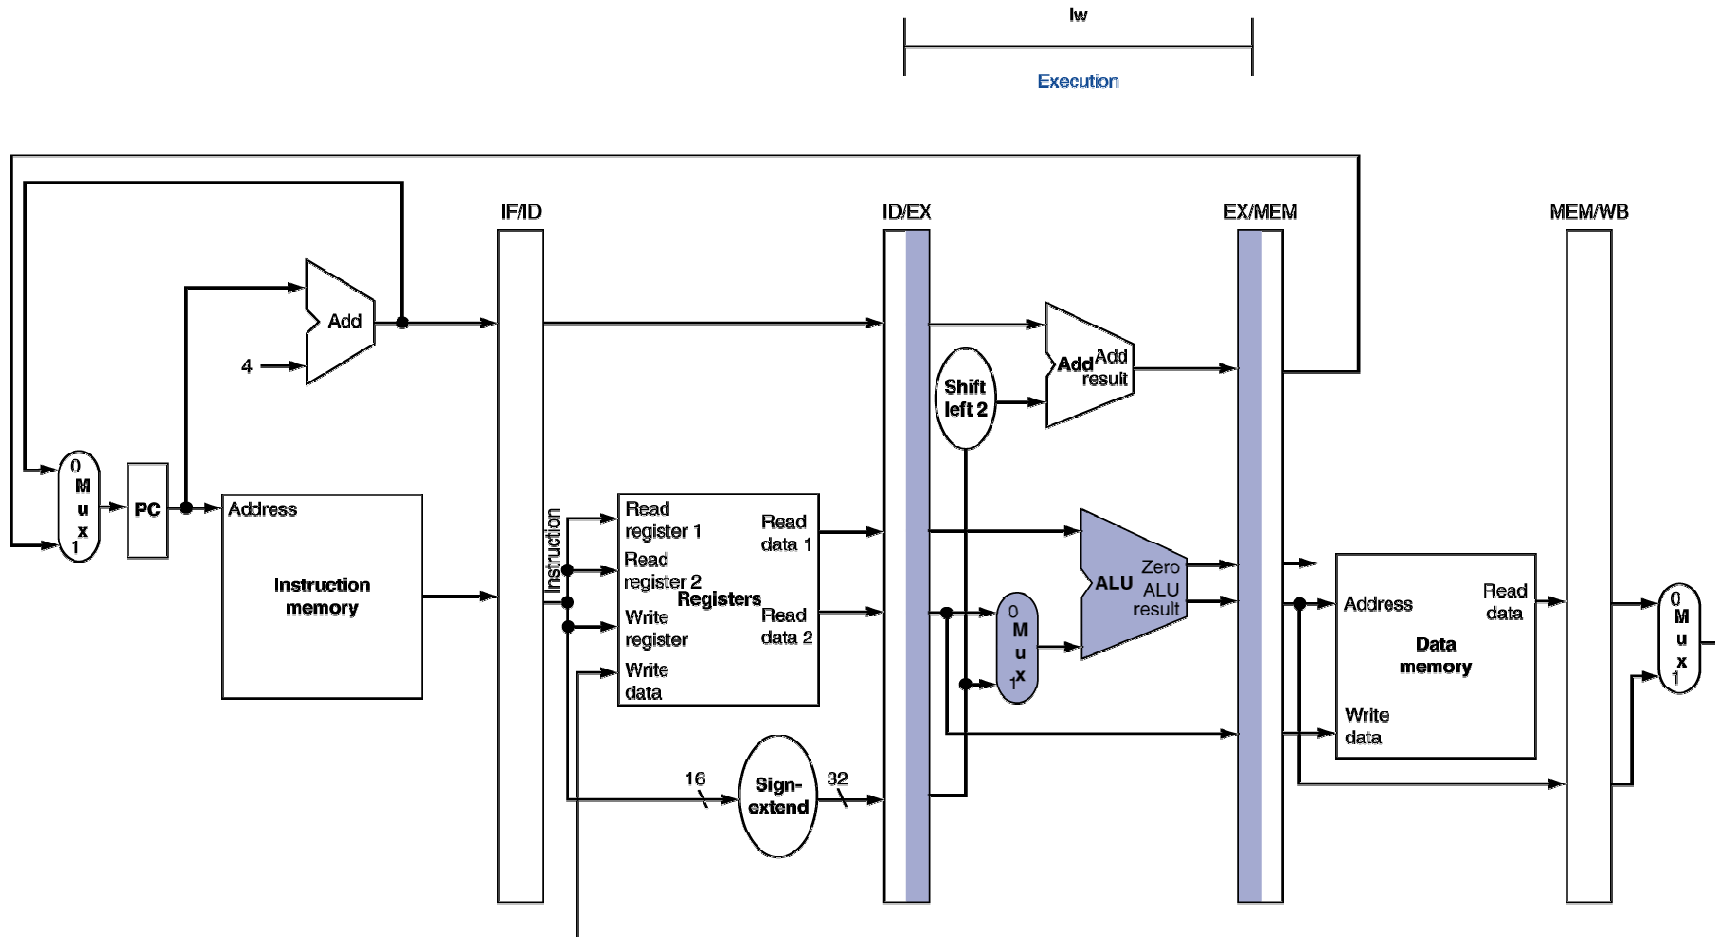 lw
Execution
IF/ID
ID/EX
EX/MEM
MEM/WB
Add
4
Add
Add
result
Shift
left 2
0
M
u
x
1
PC
Address
Instruction
memory
Instruction
Read
register 1
Read
register 2
Registers
Write
register
Write
data
Read
data 1
Read
data 2
16
Sign-
extend
32
0
M
u
x
1
ALU
Zero
ALU
result
Address
Read
data
Data
memory
Write
data
0
M
u
x
1